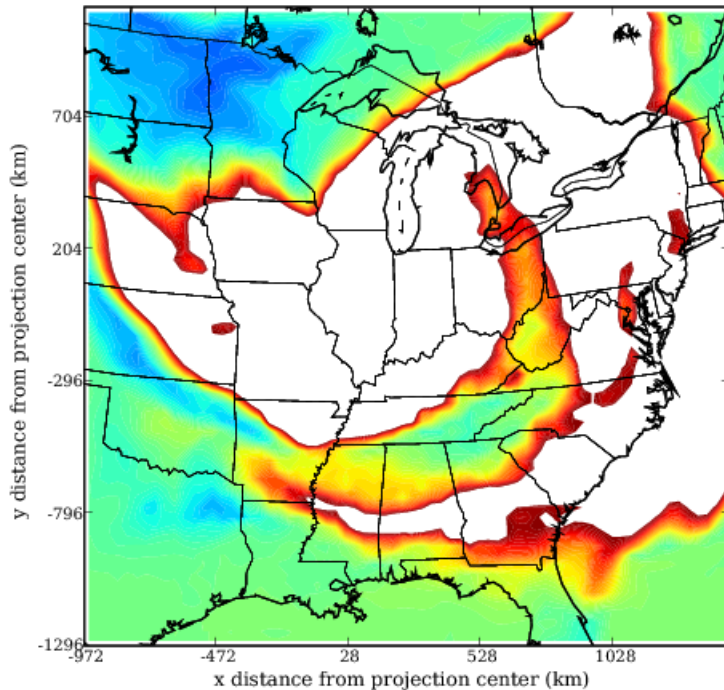 704
204
-296
-796
-1296
y distance from projection center (km)
-972 -472 28 528 1028
x distance from projection center (km)